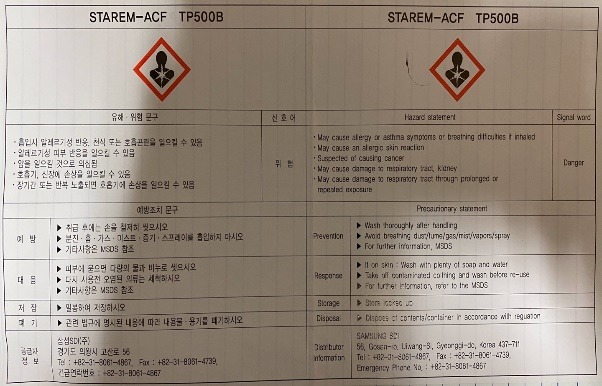 STAREM-ACF TP500B
유해·위험 문구
신 호 어
·흡입시 알레르기성 반응, 천식 또는 호흡곤란을 일으킬 수 있음
·알레르기성 피부 반응을 일으킬 수 있음
·암을 일으킬 것으로 의심됨
·호흡기, 신장에 손상을 일으킬 수 있음
·장기간 또는 반복 노출되면 호흡기에 손상을 일으킬 수 있음
위 험
예방조치 문구
예 방
▶ 취급 후에는 손을 철저히 씻으시오
▶ 분진·흄·가스·미스트·증기·스프레이를 흡입하지 마시오
▶ 기타사항은 MSDS 참조
대 응
▶ 피부에 묻으면 다량의 물과 비누로 씻으시오
▶ 다시 사용전 오염된 의류는 세척하시오
▶ 기타사항은 MSDS 참조
저 장
▶ 밀봉하여 저장하시오
폐 기
▶ 관련 법규에 명시된 내용에 따라 내용물·용기를 폐기하시오
공급자
정 보
삼성SDI(주)
경기도 의왕시 고산로 56
Tel : +82-31-8061-4867, Fax : +82-31-8061-4739,
긴급연락번호 : +82-31-8061-4867
STAREM-ACF TP500B
Hazard statement
Signal word
·May cause allergy or asthma symptoms or breathing difficulties if inhaled
·May cause an allergic skin reaction
·Suspected of causing cancer
·May cause damage to respiratory tract, kidney
·May cause damage to respiratory tract through prolonged or
repeated exposure
Danger
Precautionary statement
Prevention
▶ Wash thoroughly after handling
▶ Avoid breathing dust/fume/gas/mist/vapors/spray
▶ For further information, MSDS
Response
▶ If on skin : Wash with plenty of soap and water
▶ Take off contaminated clothing and wash before re-use
▶ For further information, refer to the MSDS
Storage
▶ Store locked up
Disposal
▶ Dispose of contents/container in accordance with reguation
Distributor
Information
SAMSUNG SDI
56, Gosan-ro, Uiwang-Si, Gyeonggi-do, Korea 437-711
Tel : +82-31-8061-4867, Fax : +82-31-8061-4739,
Emergency Phone No. : +82-31-8061-4867